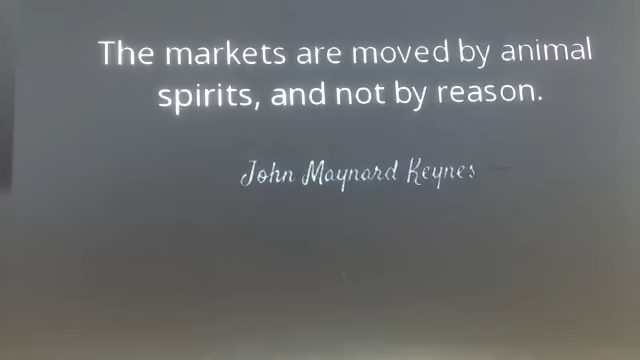 The markets are moved by animal
spirits, and not by reason.
John Maynard Keynes